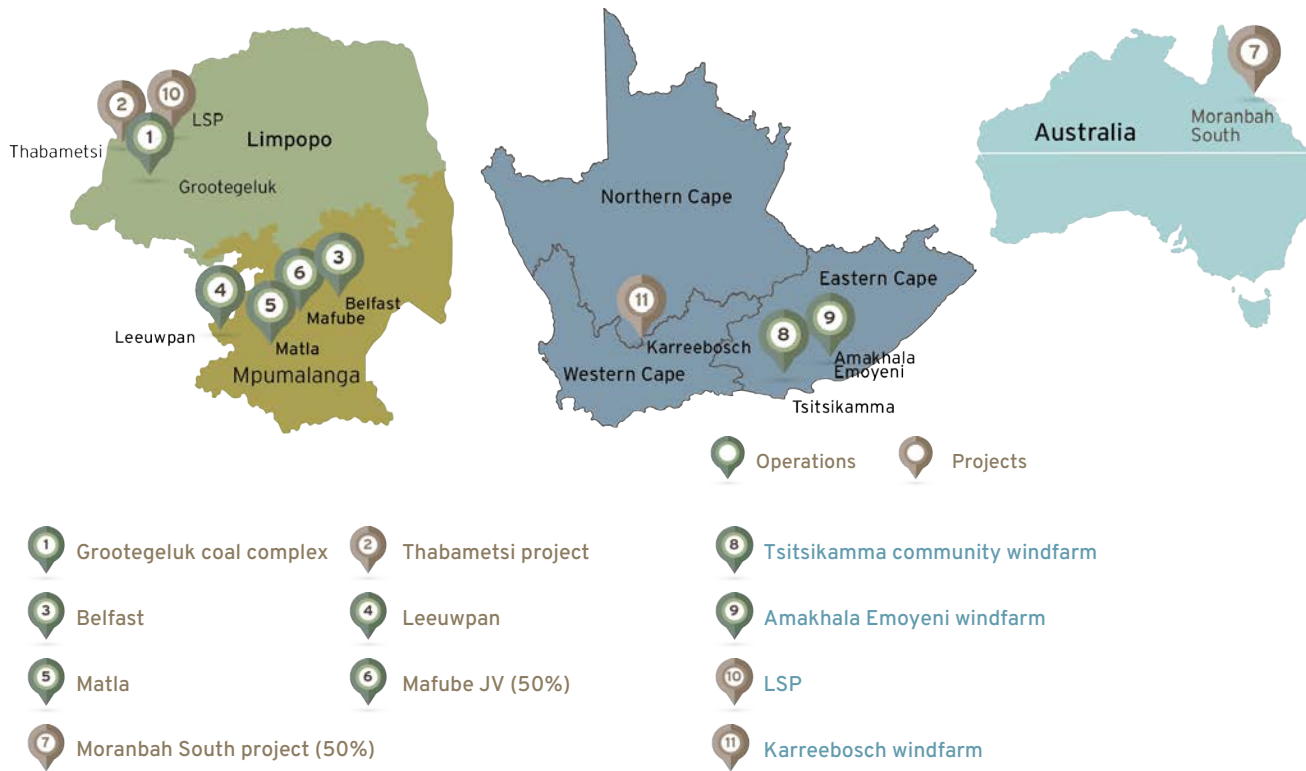 7
2
10
LSP
1
Moranbah
South
Australia
Limpopo
Thabametsi
Grootegeluk
Northern Cape
3
6
4
5
Eastern Cape
11
9
8
Belfast
Mafube
Leeuwpan
Matla
Karreebosch
Amakhala
Emoyeni
Mpumalanga
Western Cape
Tsitsikamma
Operations
Projects
1 Grootegeluk coal complex
2 Thabametsi project
8 Tsitsikamma community windfarm
3 Belfast
4 Leeuwpan
9 Amakhala Emoyeni windfarm
5 Matla
6 Mafube JV (50%)
10 LSP
7 Moranbah South project (50%)
11 Karreebosch windfarm